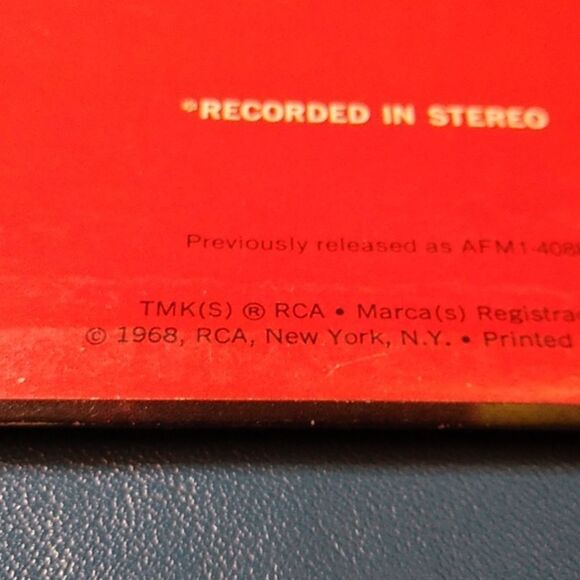 *RECORDED IN STEREO
Previously released as AFM1-408
TMK(S) ® RCA • Marca(s) Registra
© 1968, RCA, New York, N.Y. • Printed